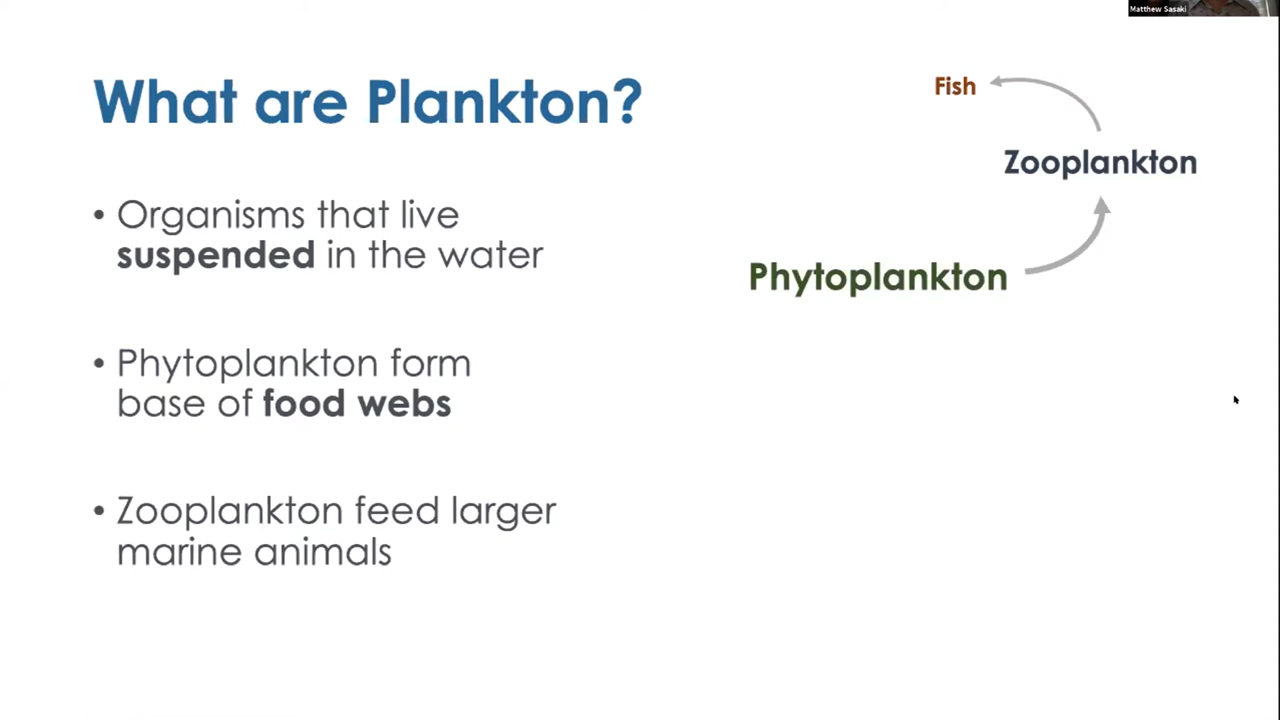 Matthew Sasaki
What are Plankton?
• Organisms that live
suspended in the water
• Phytoplankton form
base of food webs
• Zooplankton feed larger
marine animals
Fish
Zooplankton
Phytoplankton